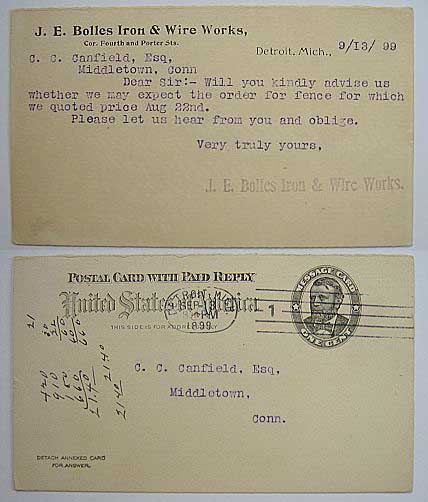 J. E. Bolles Iron & Wire Works,
Cor. Fourth and Porter Sts.
Detroit, Mich., 9/13/ 99
C. C. Canfield, Esq,
Middletown, Conn
Dear Sir:- Will you kindly advise us
whether we may expect the order for fence for which
we quoted price Aug 22nd.
Please let us hear from you and oblige.
Very truly yours,
J. E. Bolles Iron & Wire Works.
POSTAL CARD WITH PAID REPLY
United States of America
THIS SIDE IS FOR ADDRESS ONLY
1899
1
MESSAGE CARD
ONE CENT
C. C. Canfield, Esq,
Middletown,
Conn.
DETACH ANNEXED CARD
FOR ANSWER.